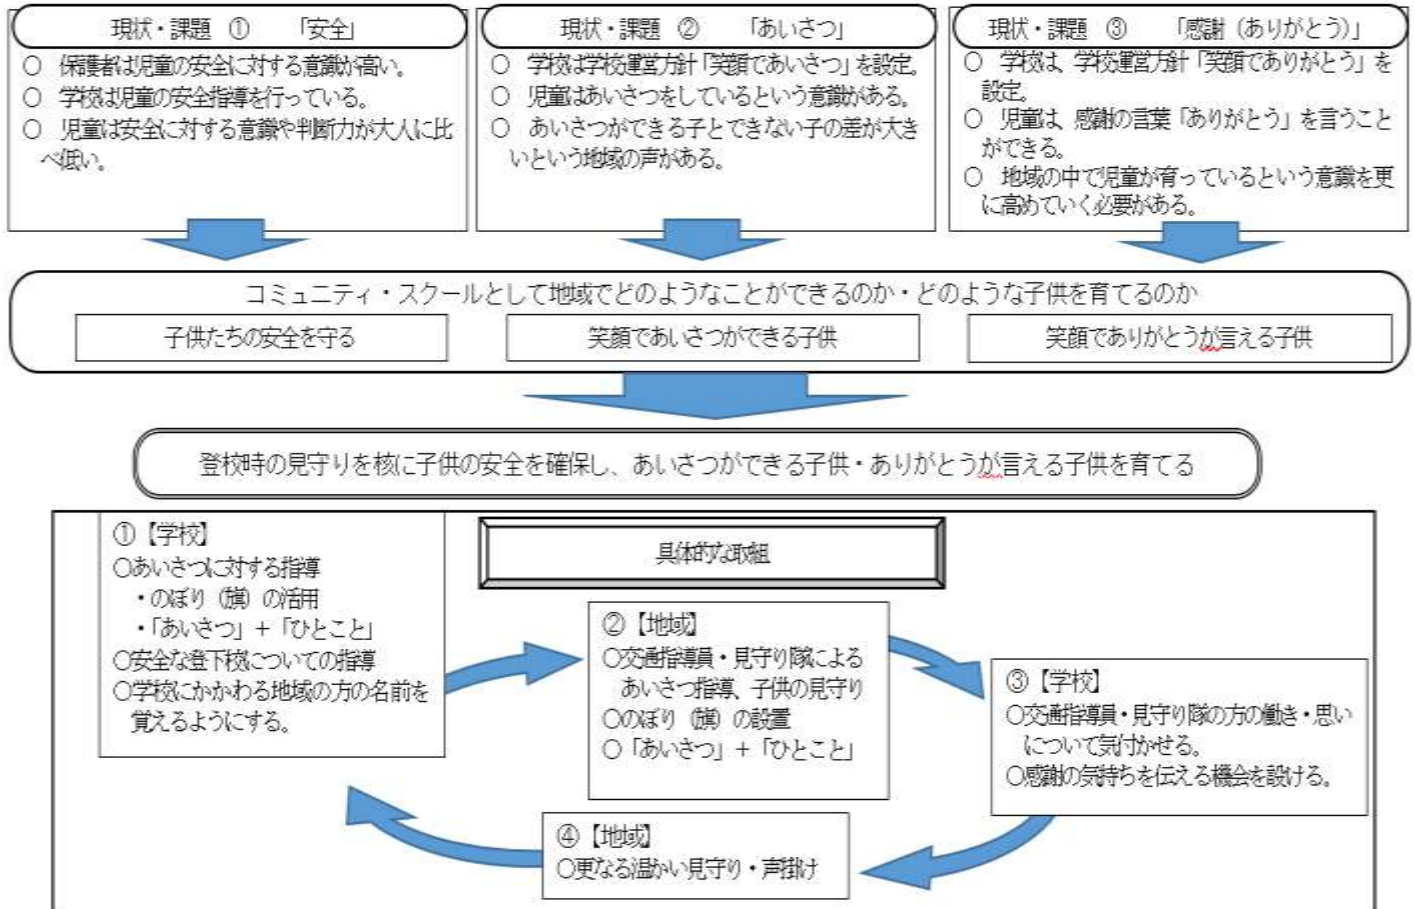 現状・課題　①　　「安全」
○　保護者は児童の安全に対する意識が高い。
○　学校は児童の安全指導を行っている。
○　児童は安全に対する意識や判断力が大人に比
べ低い。
現状・課題　②　　「あいさつ」
○　学校は学校運営方針「笑顔であいさつ」を設定。
○　児童はあいさつをしているという意識がある。
○　あいさつができる子とできない子の差が大き
いという地域の声がある。
現状・課題　③　　「感謝（ありがとう）」
○　学校は、学校運営方針「笑顔でありがとう」を
設定。
○　児童は、感謝の言葉「ありがとう」を言うこと
ができる。
○　地域の中で児童が育っているという意識を更
に高めていく必要がある。
コミュニティ・スクールとして地域でどのようなことができるのか・どのような子供を育てるのか
子供たちの安全を守る
笑顔であいさつができる子供
笑顔でありがとうが言える子供
登校時の見守りを核に子供の安全を確保し、あいさつができる子供・ありがとうが言える子供を育てる
具体的な取組
①【学校】
○あいさつに対する指導
・のぼり（旗）の活用
・「あいさつ」＋「ひとこと」
○安全な登下校についての指導
○学校にかかわる地域の方の名前を
覚えるようにする。
②【地域】
○交通指導員・見守り隊による
あいさつ指導、子供の見守り
○のぼり（旗）の設置
○「あいさつ」＋「ひとこと」
③【学校】
○交通指導員・見守り隊の方の働き・思い
について気付かせる。
○感謝の気持ちを伝える機会を設ける。
④【地域】
○更なる温かい見守り・声掛け